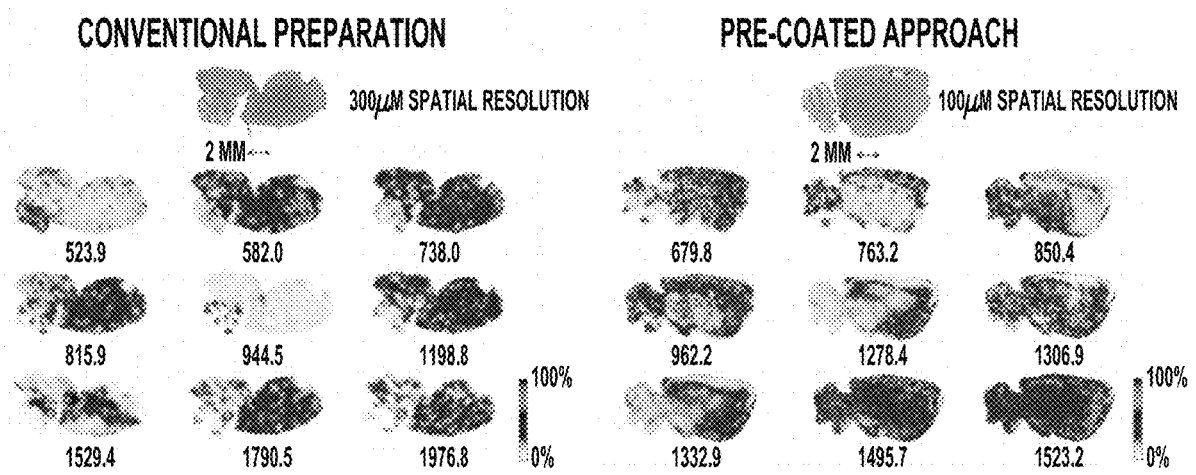 CONVENTIONAL PREPARATION
300μM SPATIAL RESOLUTION
2 MM
523.9 582.0 738.0
815.9 944.5 1198.8
1529.4 1790.5 1976.8
100%
0%
PRE-COATED APPROACH
100μM SPATIAL RESOLUTION
2 MM
679.8 763.2 850.4
962.2 1278.4 1306.9
1332.9 1495.7 1523.2
100%
0%